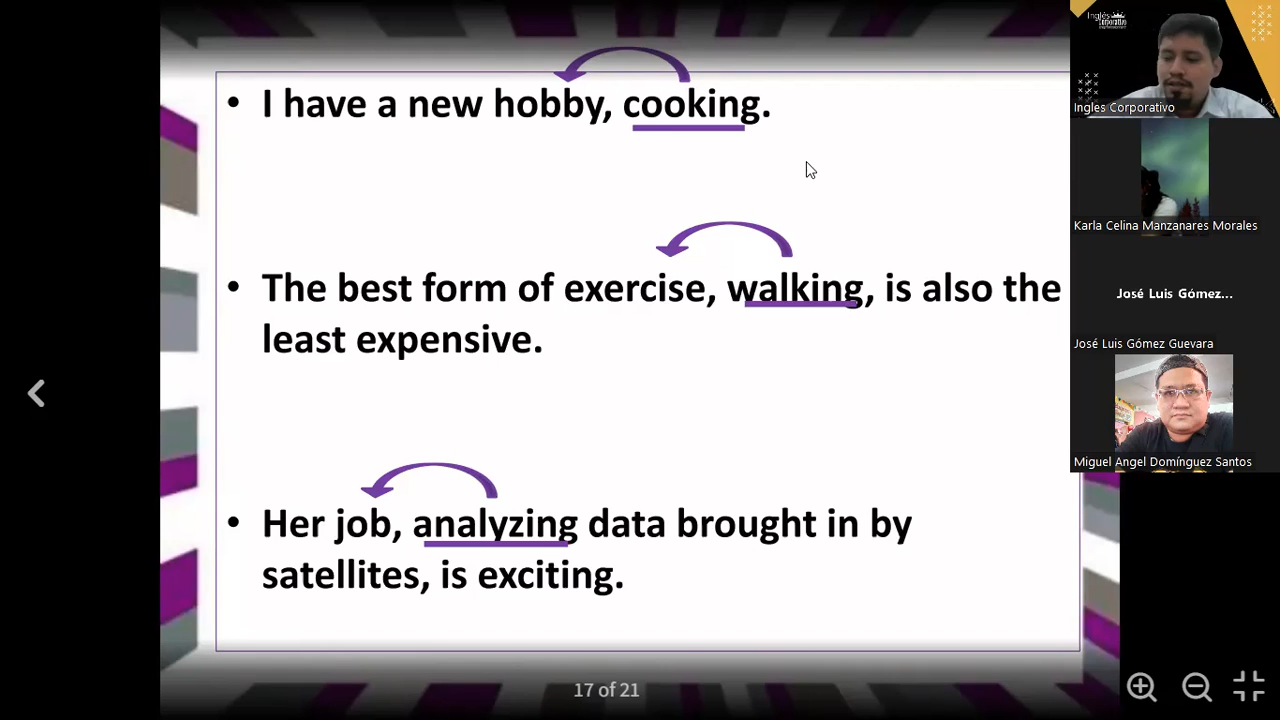 • I have a new hobby, cooking.
• The best form of exercise, walking, is also the
least expensive.
• Her job, analyzing data brought in by
satellites, is exciting.
17 of 21
Inglés
Corporativo
Ingles Corporativo
Karla Celina Manzanares Morales
José Luis Gómez...
José Luis Gómez Guevara
Miguel Angel Domínguez Santos